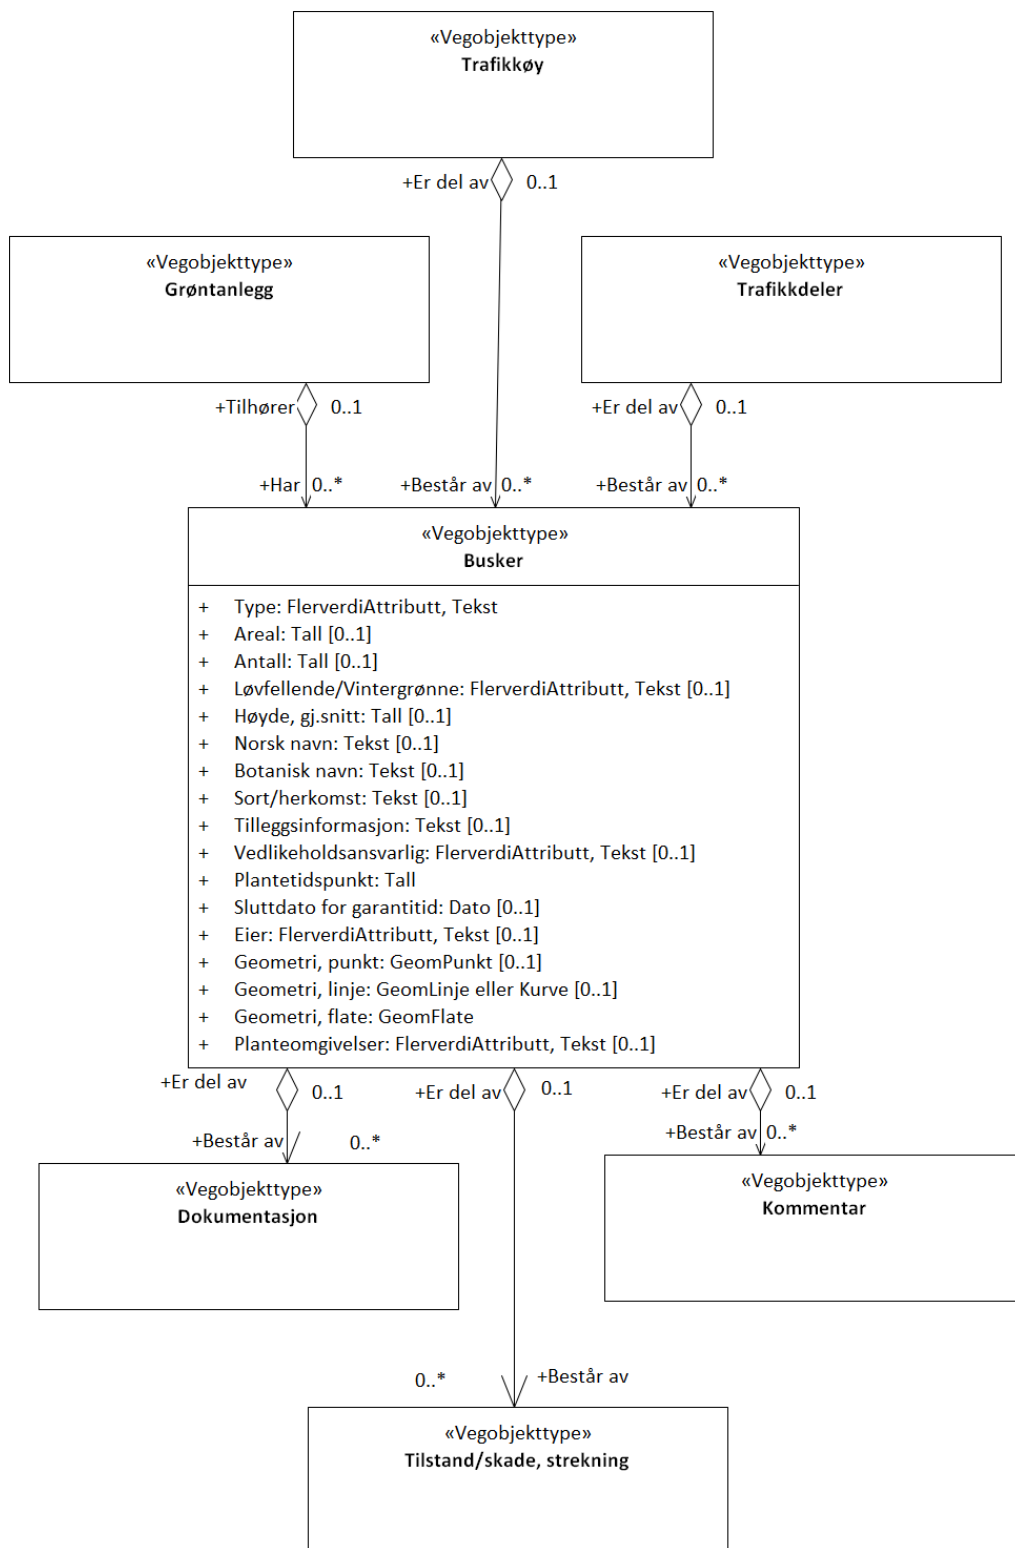 «Vegobjekttype»
Trafikkøy
+Er del av 0..1
«Vegobjekttype»
Grøntanlegg
«Vegobjekttype»
Trafikkdeler
+Tilhører 0..1
+Er del av 0..1
+Har 0..*
+Består av 0..*
+Består av 0..*
«Vegobjekttype»
Busker
+ Type: FlerverdiAttributt, Tekst
+ Areal: Tall [0..1]
+ Antall: Tall [0..1]
+ Løvfellende/Vintergrønne: FlerverdiAttributt, Tekst [0..1]
+ Høyde, gj.snitt: Tall [0..1]
+ Norsk navn: Tekst [0..1]
+ Botanisk navn: Tekst [0..1]
+ Sort/herkomst: Tekst [0..1]
+ Tilleggsinformasjon: Tekst [0..1]
+ Vedlikeholdsansvarlig: FlerverdiAttributt, Tekst [0..1]
+ Plantetidspunkt: Tall
+ Sluttdato for garantitid: Dato [0..1]
+ Eier: FlerverdiAttributt, Tekst [0..1]
+ Geometri, punkt: GeomPunkt [0..1]
+ Geometri, linje: GeomLinje eller Kurve [0..1]
+ Geometri, flate: GeomFlate
+ Planteomgivelser: FlerverdiAttributt, Tekst [0..1]
+Er del av 0..1
+Er del av 0..1
+Er del av 0..1
+Består av 0..*
+Består av 0..*
«Vegobjekttype»
Dokumentasjon
«Vegobjekttype»
Kommentar
0..* +Består av
«Vegobjekttype»
Tilstand/skade, strekning